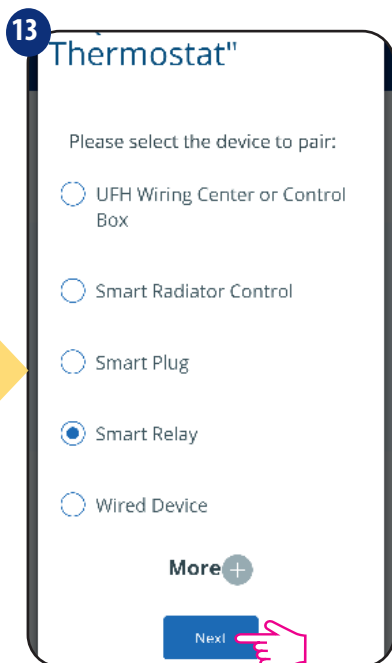 13
Thermostat"
Please select the device to pair:
UFH Wiring Center or Control
Box
Smart Radiator Control
Smart Plug
Smart Relay
Wired Device
More +
Next